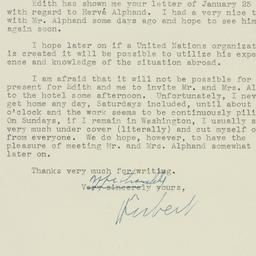 Edith has shown me your letter of January 25
with regard to Hervé Alphand. I had a very nice t
with Mr. Alphand some days ago and hope to see him
again soon.
I hope later on if a United Nations organizat
is created it will be possible to utilize his expe
ence and knowledge of the situation abroad.
I am afraid that it will not be possible for
present for Edith and me to invite Mr. and Mrs. Al
to the hotel some afternoon. Unfortunately, I neve
get home any day, Saturdays included, until about
o'clock and the work seems to be continuously pili
On Sundays, if I remain in Washington, I usually s
very much under cover (literally) and cut myself o
from everyone. We do hope, however, to have the
pleasure of meeting Mr. and Mrs. Alphand somewhat
later on.
Thanks very much for writing.
Very sincerely yours,
Herbert